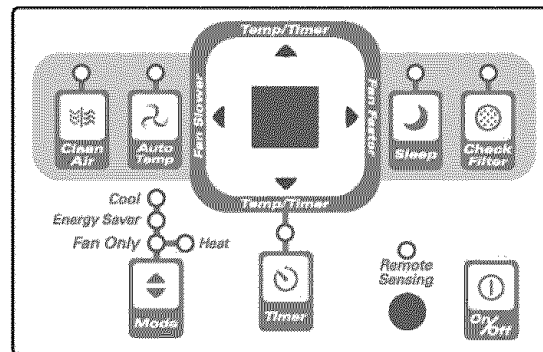 Temp/Timer
Fan Slower
Fan Faster
Clean
Air
Auto
Temp
Sleep
Check
Filter
Temp/Timer
Cool
Energy Saver
Fan Only
Heat
Mode
Timer
Remote
Sensing
On/
/Off